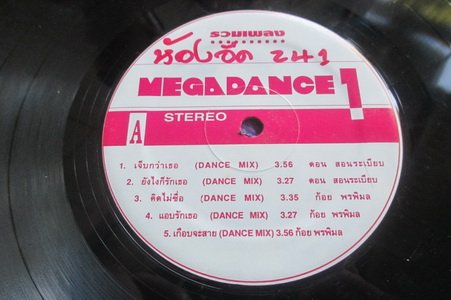 รวมเพลง
ห้องอัด 241
MEGADANCE 1
A STEREO
1. เจ็บกว่าเธอ (DANCE MIX) 3.56 ดอน สอนระเบียบ
2. ยังไงก็รักเธอ (DANCE MIX) 3.27 ดอน สอนระเบียบ
3. คิดไม่ซื่อ (DANCE MIX) 3.35 ก้อย พรพิมล
4. แอบรักเธอ (DANCE MIX) 3.27 ก้อย พรพิมล
5. เกือบจะสาย (DANCE MIX) 3.56 ก้อย พรพิมล